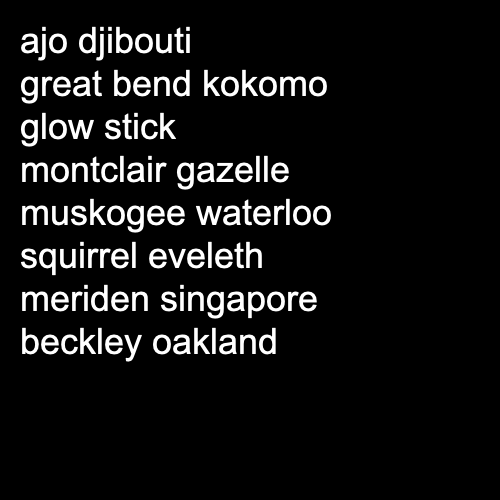 ajo djibouti
great bend kokomo
glow stick
montclair gazelle
muskogee waterloo
squirrel eveleth
meriden singapore
beckley oakland